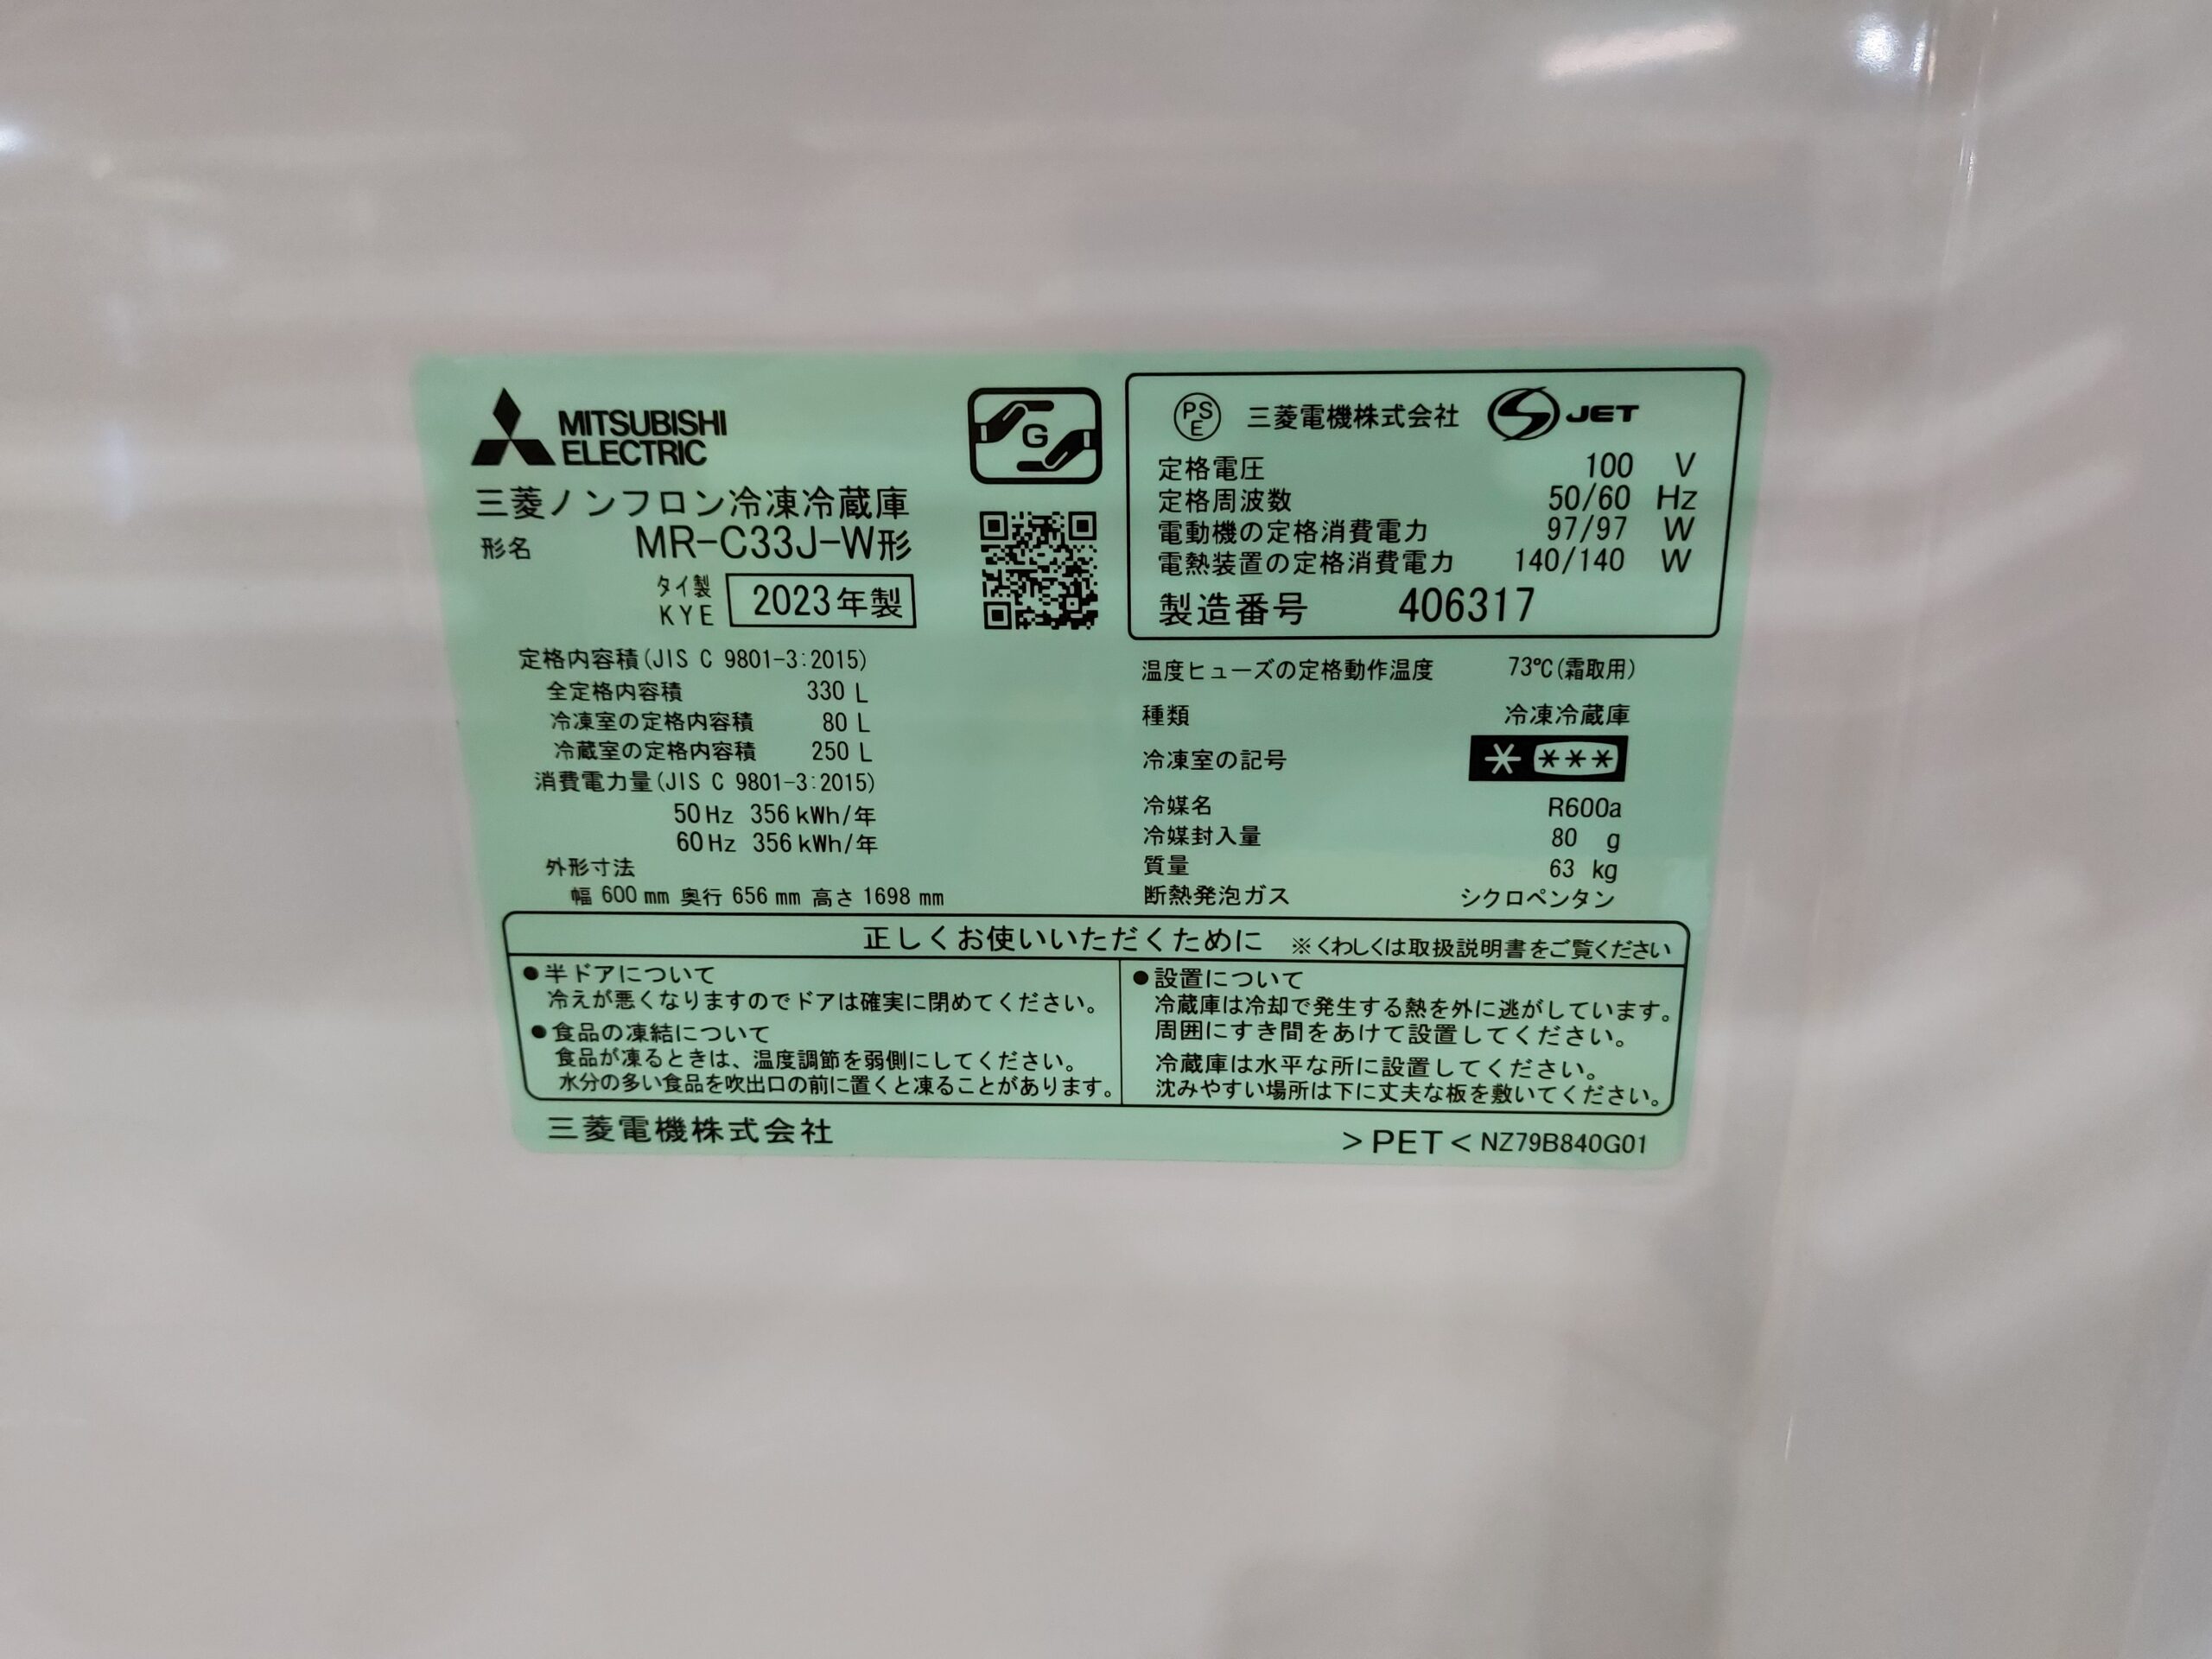 MITSUBISHI
ELECTRIC
G
三菱ノンフロン冷凍冷蔵庫
形名 MR-C33J-W形
タイ製
KYE 2023年製
定格内容積(JIS C 9801-3:2015)
全定格内容積 330 L
冷凍室の定格内容積 80 L
冷蔵室の定格内容積 250 L
消費電力量(JIS C 9801-3:2015)
50Hz 356kWh/年
60Hz 356kWh/年
外形寸法
幅 600 mm 奥行 656 mm 高さ 1698 mm
PS
E 三菱電機株式会社 JET
定格電圧 100 V
定格周波数 50/60 Hz
電動機の定格消費電力 97/97 W
電熱装置の定格消費電力 140/140 W
製造番号 406317
温度ヒューズの定格動作温度 73℃(霜取用)
種類 冷凍冷蔵庫
冷凍室の記号 * ***
冷媒名 R600a
冷媒封入量 80 g
質量 63 kg
断熱発泡ガス シクロペンタン
正しくお使いいただくために ※くわしくは取扱説明書をご覧ください
●半ドアについて
冷えが悪くなりますのでドアは確実に閉めてください。
●食品の凍結について
食品が凍るときは、温度調節を弱側にしてください。
水分の多い食品を吹出口の前に置くと凍ることがあります。
●設置について
冷蔵庫は冷却で発生する熱を外に逃がしています。
周囲にすき間をあけて設置してください。
冷蔵庫は水平な所に設置してください。
沈みやすい場所は下に丈夫な板を敷いてください。
三菱電機株式会社
>PET< NZ79B840G01